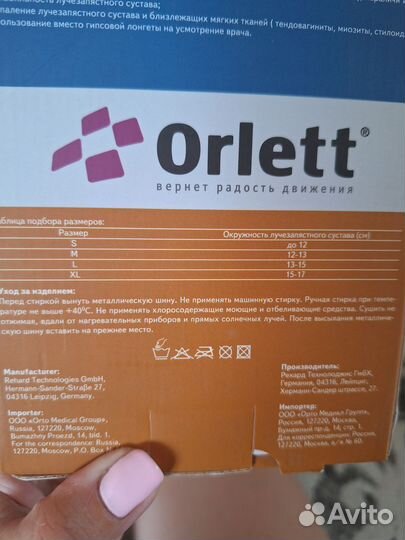 лучезапястного сустава;
паление лучезапястного сустава и близлежащих мягких тканей ( тендовагиниты, миозиты,
ользование вместо гипсовой лонгеты на усмотрение врача.
Orlett®
вернет радость движения
аблица подбора размеров:
Размер Окружность лучезапястного сустава (см)
S до 12
M 12-13
L 13-15
XL 15-17
Уход за изделием:
Перед стиркой вынуть металлическую шину. Не применять машинную стирку. Ручная стирка при темпе-
ратуре не выше +40°С. Не применять хлоросодержащие моющие и отбеливающие средства. Сушить не
отжимая, вдали от нагревательных приборов и прямых солнечных лучей. После высыхания металличес-
кую шину вставить на прежнее место.
Manufacturer:
Rehard Technologies GmbH,
Hermann-Sander-Straße 27,
04316 Leipzig, Germany.
Importer:
ООО «Orto Medical Group»,
Russia, 127220, Moscow,
Bumazhny Proezd, 14, bld. 1.
For the correspondence: Russia,
127220, Moscow, P.O. Box N
Производитель:
Рехард Технолоджис ГмбХ,
Германия, 04316, Лейпциг,
Херманн-Сандер штрассе, 27.
Импортер:
ООО «Орто Медикал Групп»,
Россия, 127220, Москва,
Бумажный пр-д, 14, стр. 1.
Для корреспонденции: Россия,
127220, Москва, а/я № 60.
Avito